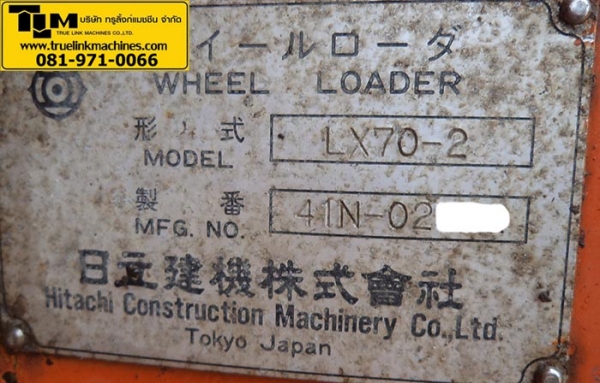 TLM
บริษัท ทรูลิ้งก์แมชชีน จำกัด
TRUE LINK MACHINES CO.,LTD.
www.truelinkmachines.com
081-971-0066
イールローダ
WHEEL LOADER
形式
MODEL
LX70-2
製番
MFG. NO.
41N-02
日立建機株式會社
Hitachi Construction Machinery Co.,Ltd.
Tokyo Japan